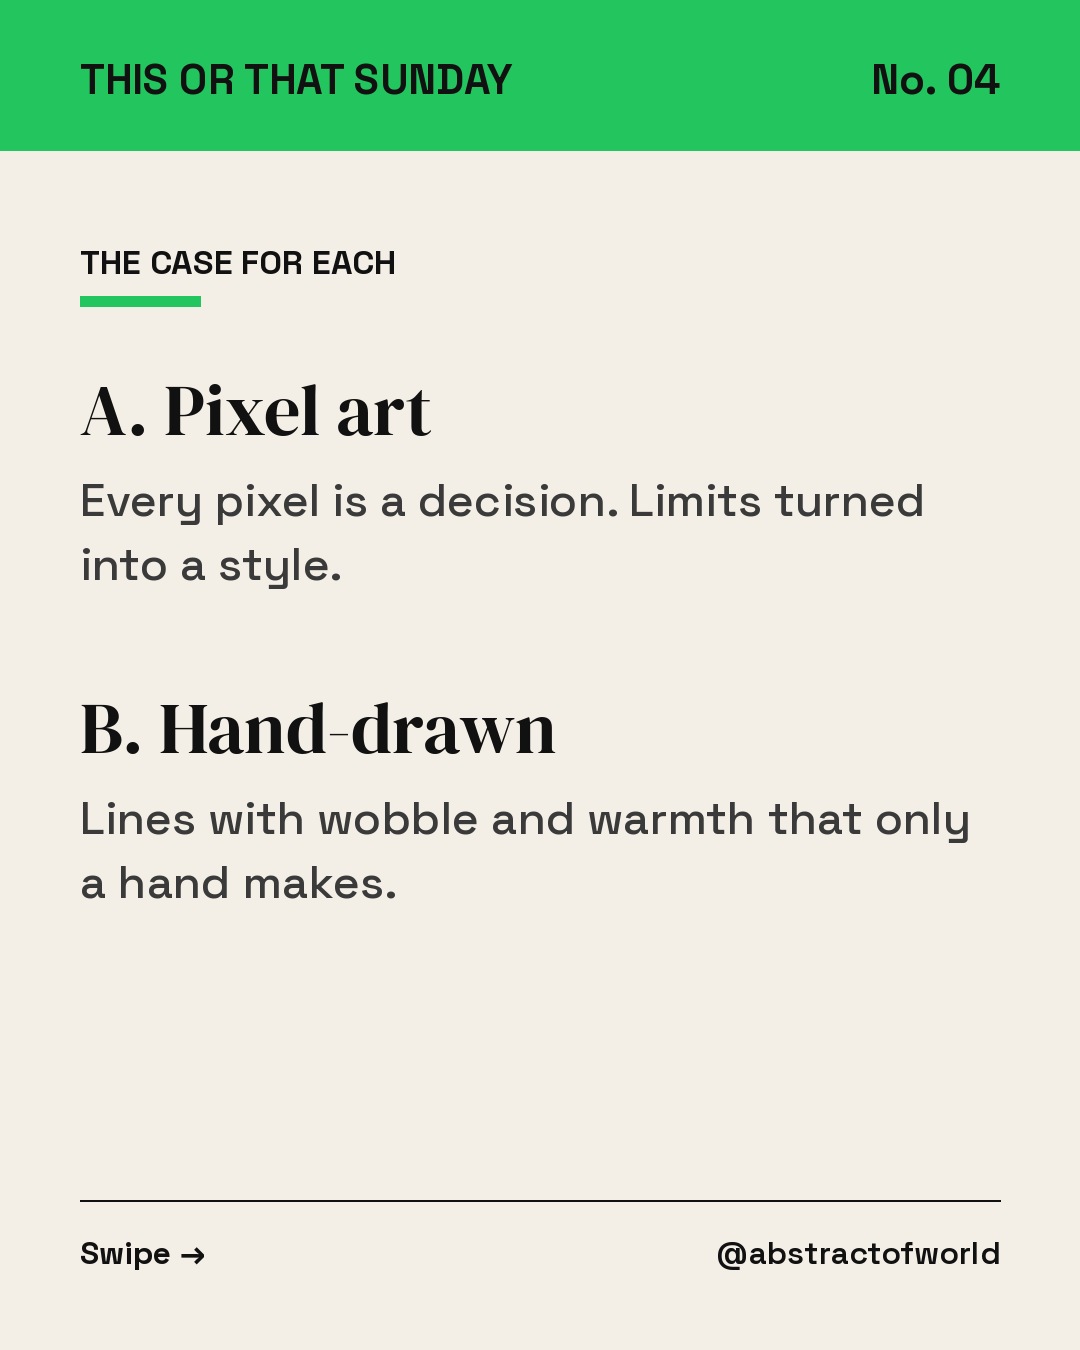 THIS OR THAT SUNDAY No. 04
THE CASE FOR EACH
A. Pixel art
Every pixel is a decision. Limits turned
into a style.
B. Hand-drawn
Lines with wobble and warmth that only
a hand makes.
Swipe → @abstractofworld